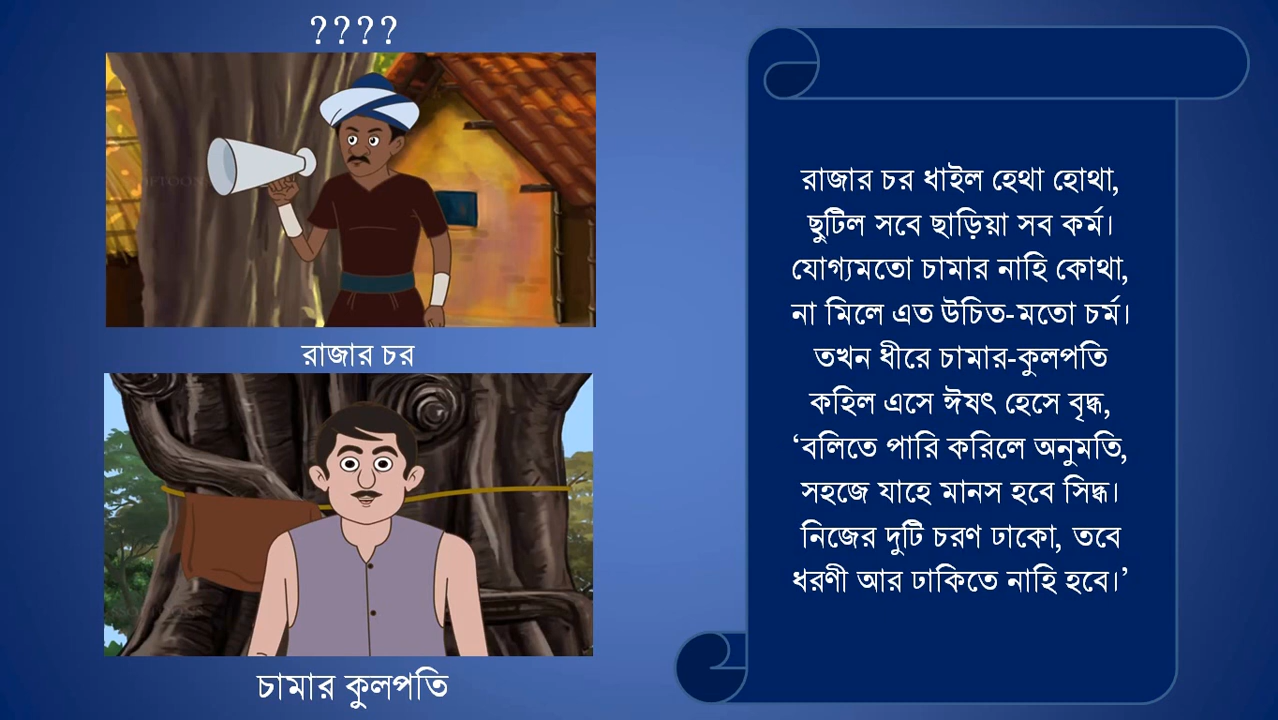 ????
রাজার চর
চামার কুলপতি
রাজার চর ধাইল হেথা হোথা,
ছুটিল সবে ছাড়িয়া সব কর্ম।
যোগ্যমতো চামার নাহি কোথা,
না মিলে এত উচিত-মতো চর্ম।
তখন ধীরে চামার-কুলপতি
কহিল এসে ঈষৎ হেসে বৃদ্ধ,
‘বলিতে পারি করিলে অনুমতি,
সহজে যাহে মানস হবে সিদ্ধ।
নিজের দুটি চরণ ঢাকো, তবে
ধরণী আর ঢাকিতে নাহি হবে।’